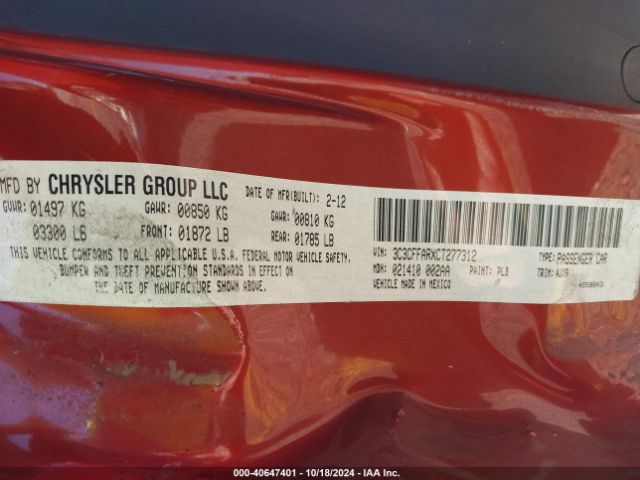 MFD BY CHRYSLER GROUP LLC DATE OF MFR(BUILT): 2-12
GVWR: 01497 KG GAWR: 00850 KG GAWR: 00810 KG
03300 LB FRONT: 01872 LB REAR: 01785 LB
THIS VEHICLE CONFORMS TO ALL APPLICABLE U.S.A. FEDERAL MOTOR VEHICLE SAFETY,
BUMPER AND THEFT PREVENTION STANDARDS IN EFFECT ON
THE DATE OF MANUFACTURE SHOWN ABOVE.
VIN: 3C3CFFARXCT277312 TYPE: PASSENGER CAR
MDH: 021410 002AA PAINT: PLB TRIM:
VEHICLE MADE IN MEXICO
000-40647401 - 10/18/2024 - IAA Inc.